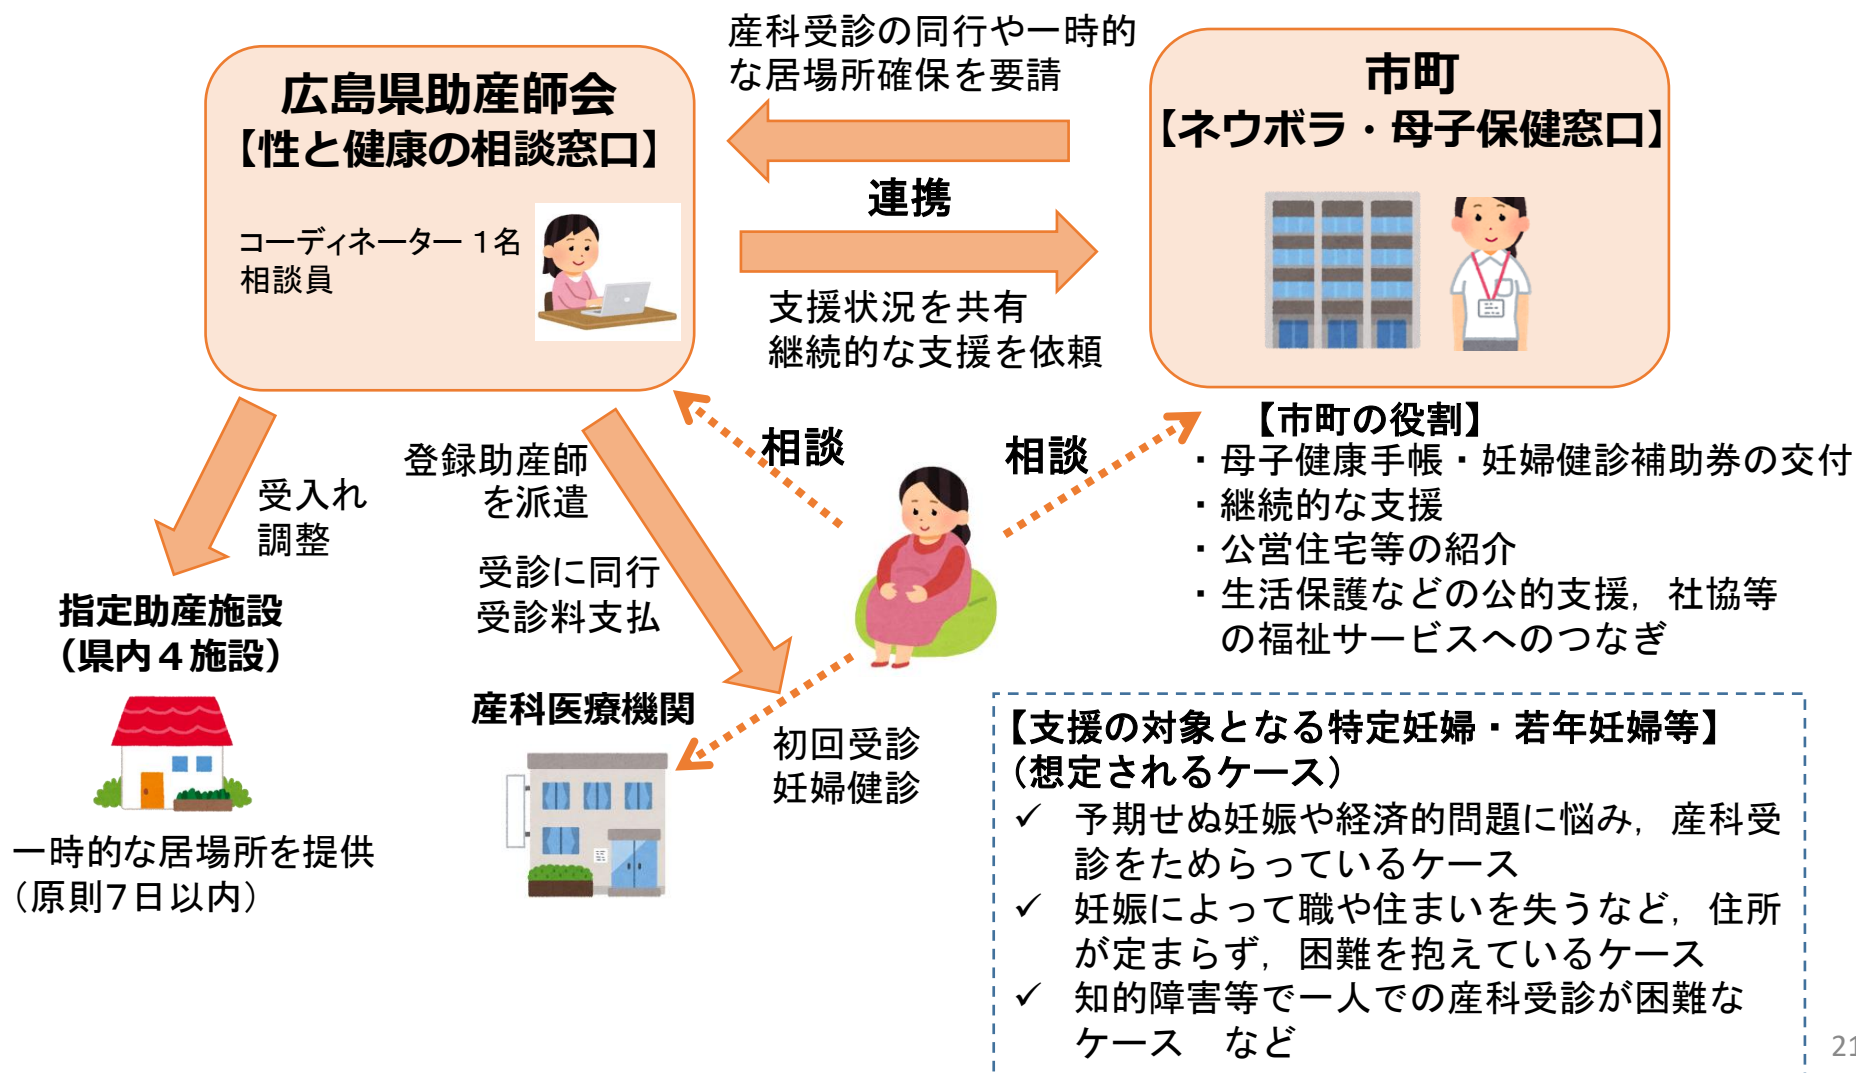 産科受診の同行や一時的
な居場所確保を要請
広島県助産師会
【性と健康の相談窓口】
コーディネーター 1名
相談員
連携
支援状況を共有
継続的な支援を依頼
市町
【ネウボラ・母子保健窓口】
相談
相談
【市町の役割】
・母子健康手帳・妊婦健診補助券の交付
・継続的な支援
・公営住宅等の紹介
・生活保護などの公的支援，社協等
の福祉サービスへのつなぎ
受入れ
調整
登録助産師
を派遣
受診に同行
受診料支払
指定助産施設
（県内４施設）
一時的な居場所を提供
（原則7日以内）
産科医療機関
初回受診
妊婦健診
【支援の対象となる特定妊婦・若年妊婦等】
（想定されるケース）
✓ 予期せぬ妊娠や経済的問題に悩み，産科受
診をためらっているケース
✓ 妊娠によって職や住まいを失うなど，住所
が定まらず，困難を抱えているケース
✓ 知的障害等で一人での産科受診が困難な
ケース　など
21